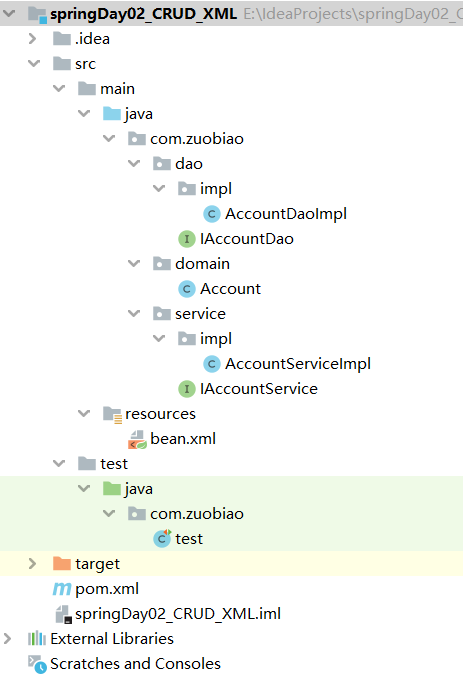 springDay02_CRUD_XML E:\IdeaProjects\springDay02_C
.idea
src
main
java
com.zuobiao
dao
impl
AccountDaoImpl
IAccountDao
domain
Account
service
impl
AccountServiceImpl
IAccountService
resources
bean.xml
test
java
com.zuobiao
test
target
pom.xml
springDay02_CRUD_XML.iml
External Libraries
Scratches and Consoles